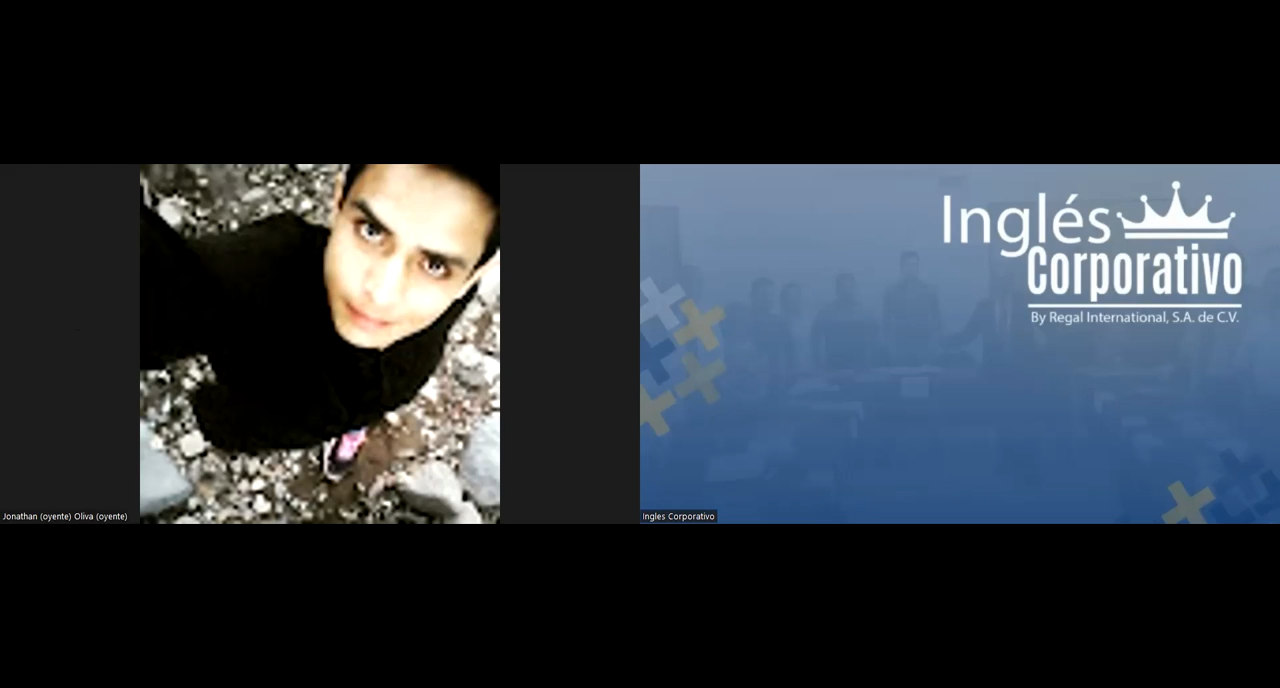 Inglés
Corporativo
By Regal International, S.A. de C.V.
Jonathan (oyente) Oliva (oyente)
Ingles Corporativo